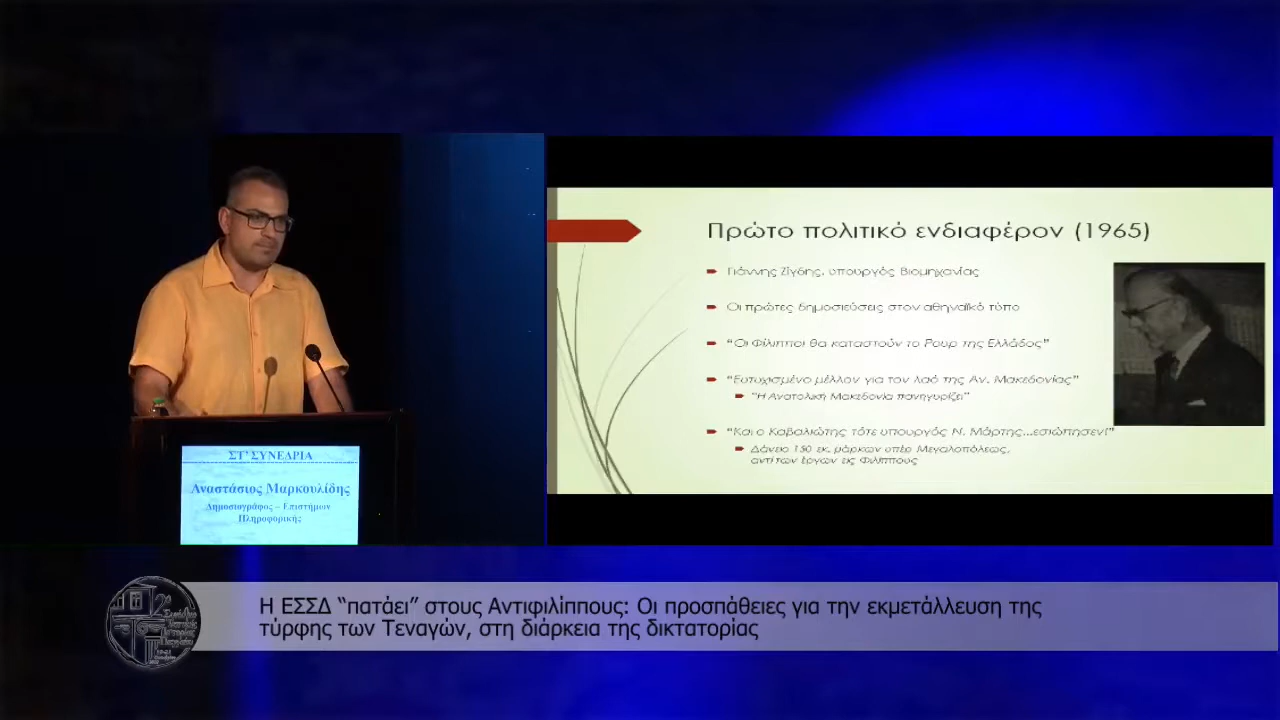 Πρώτο πολιτικό ενδιαφέρον (1965)
Γιάννης Ζίγδης, υπουργός Βιομηχανίας
Οι πρώτες δημοσιεύσεις στον αθηναϊκό τύπο
“Οι Φίλιπποι θα καταστούν το Ρουρ της Ελλάδος”
“Ευτυχισμένο μέλλον για τον λαό της Αν. Μακεδονίας”
“Η Ανατολική Μακεδονία πανηγυρίζει”
“Και ο Καβαλιώτης τότε υπουργός Ν. Μάρτης...εσιώπησεν!”
Δάνειο 150 εκ. μάρκων υπέρ Μεγαλοπόλεως,
αντί των έργων εις Φιλίππους
ΣΤ' ΣΥΝΕΔΡΙΑ
Αναστάσιος Μαρκουλίδης
Δημοσιογράφος – Επιστήμων
Πληροφορικής
Η ΕΣΣΔ “πατάει” στους Αντιφιλίππους: Οι προσπάθειες για την εκμετάλλευση της
τύρφης των Τεναγών, στη διάρκεια της δικτατορίας
2ο